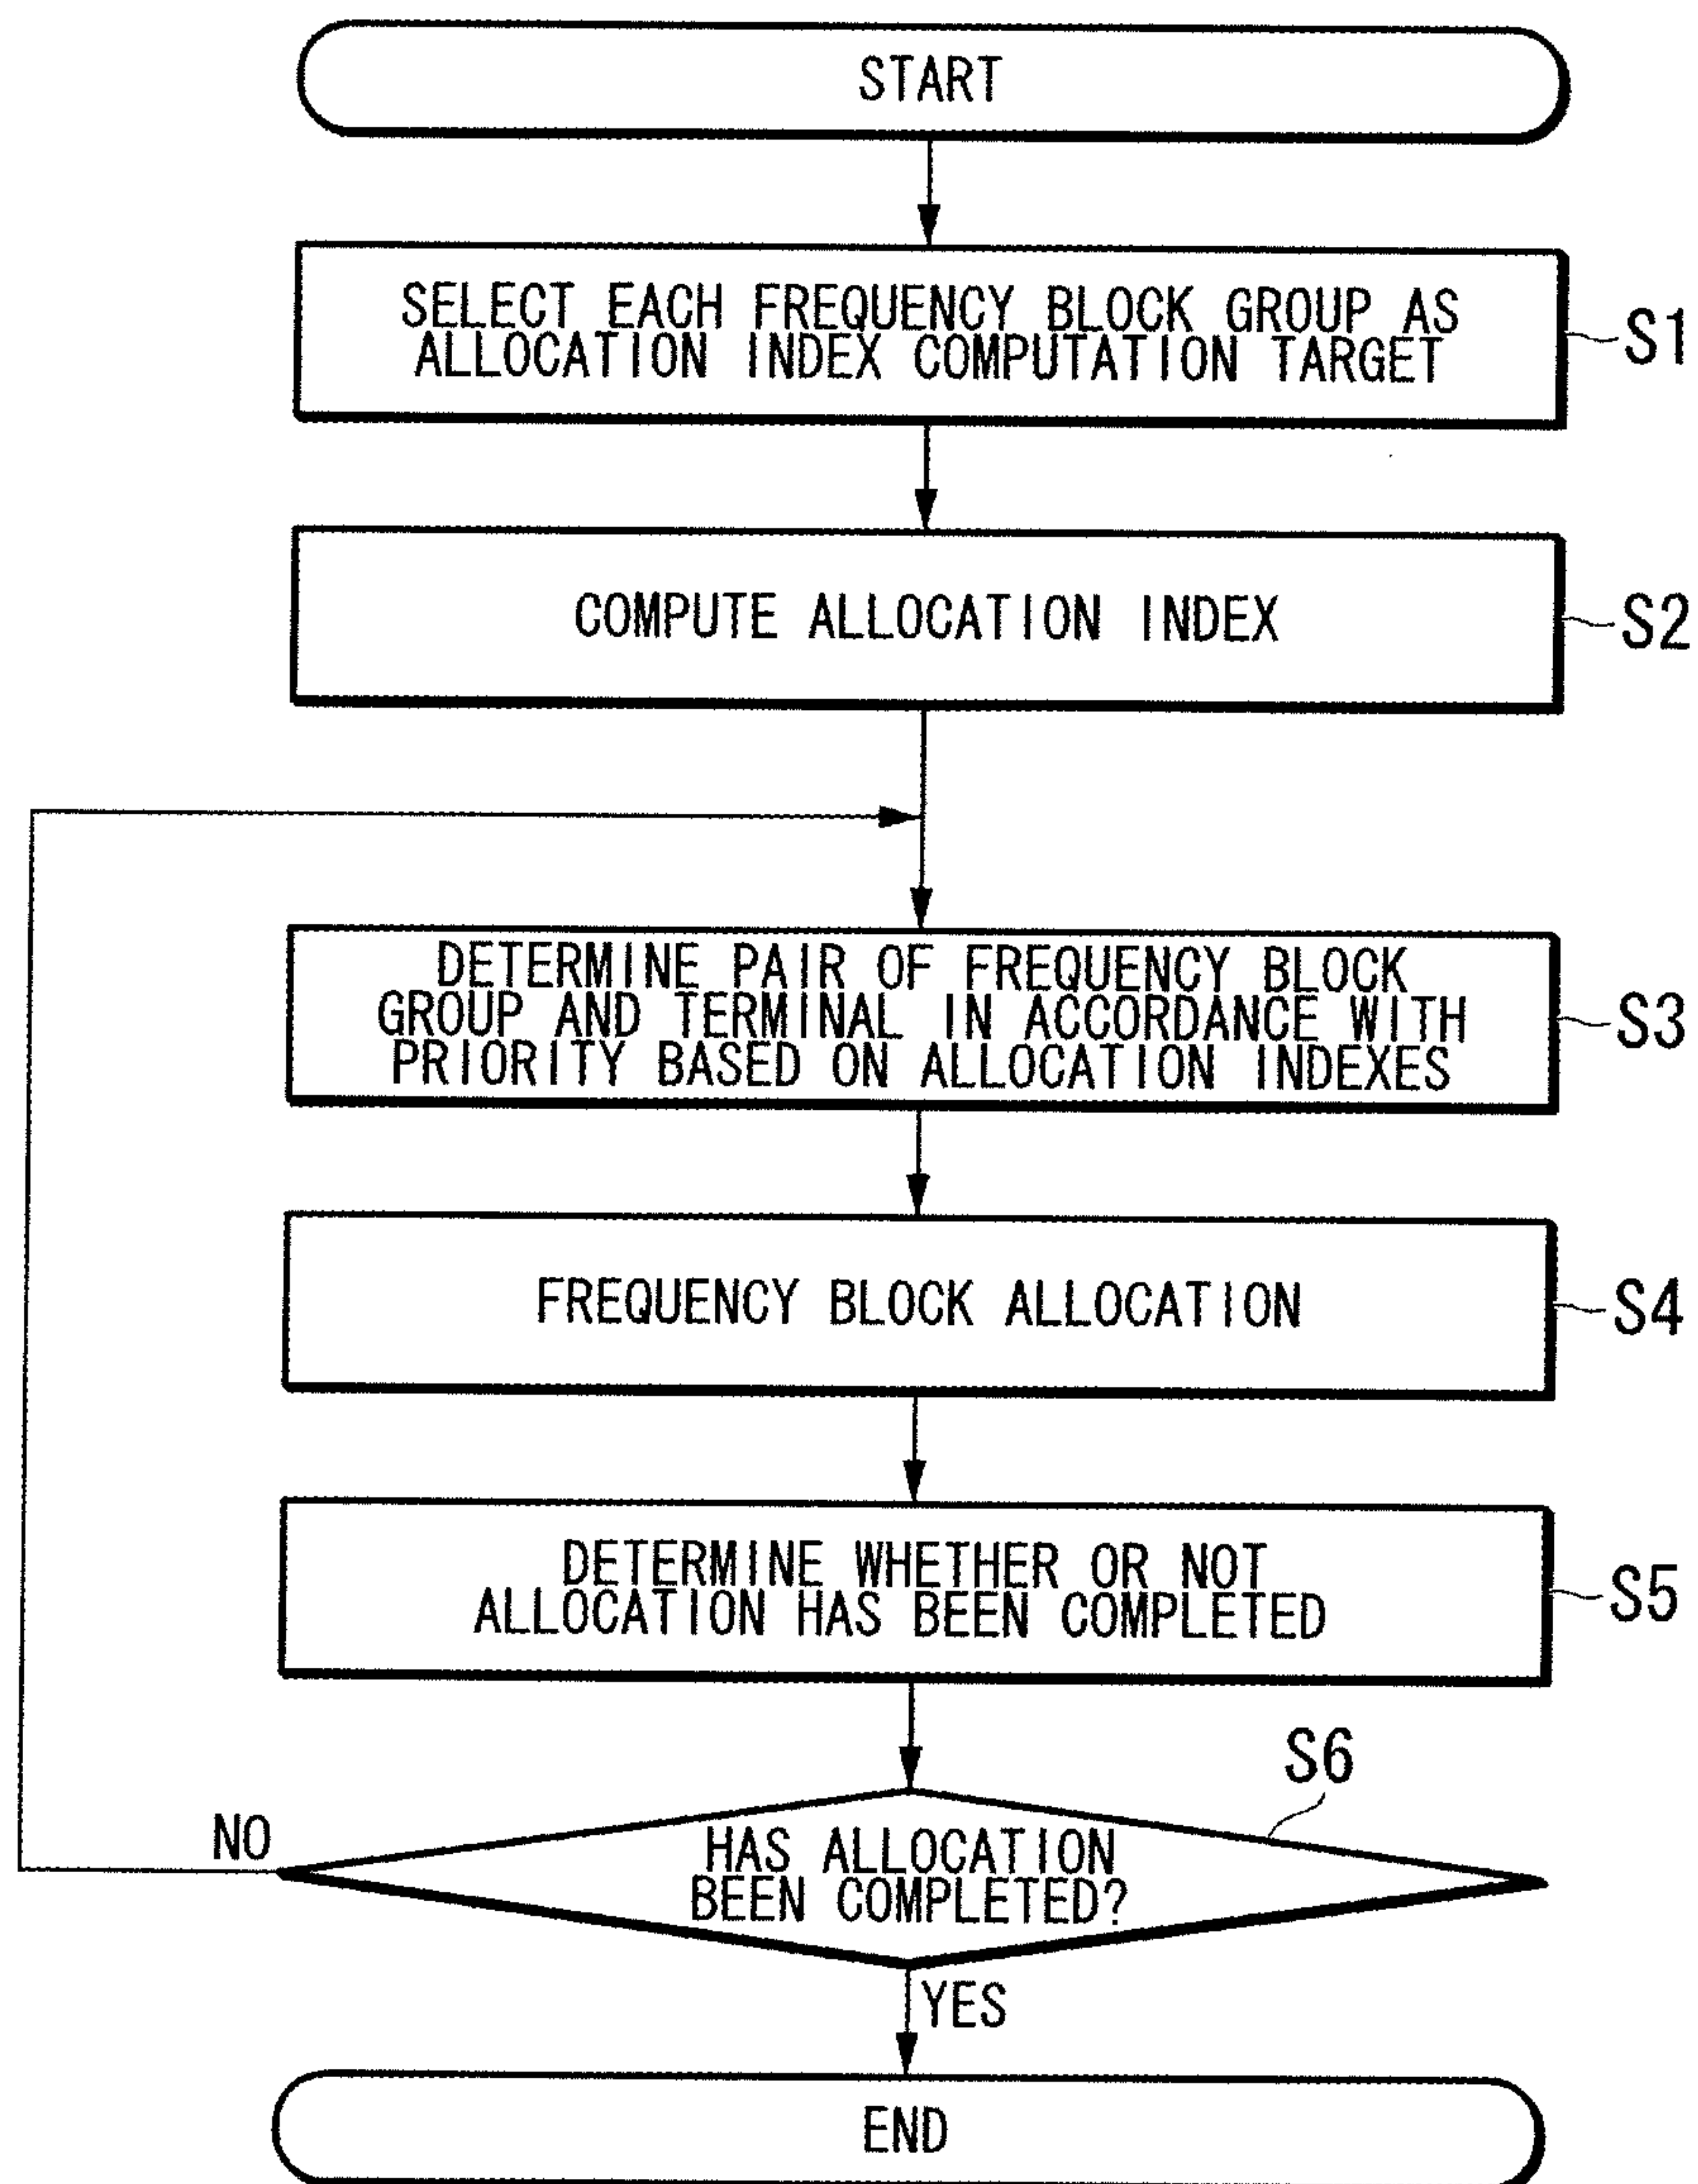 START
SELECT EACH FREQUENCY BLOCK GROUP AS
ALLOCATION INDEX COMPUTATION TARGET
S1
COMPUTE ALLOCATION INDEX
S2
DETERMINE PAIR OF FREQUENCY BLOCK
GROUP AND TERMINAL IN ACCORDANCE WITH
PRIORITY BASED ON ALLOCATION INDEXES
S3
FREQUENCY BLOCK ALLOCATION
S4
DETERMINE WHETHER OR NOT
ALLOCATION HAS BEEN COMPLETED
S5
S6
NO
HAS ALLOCATION
BEEN COMPLETED?
YES
END